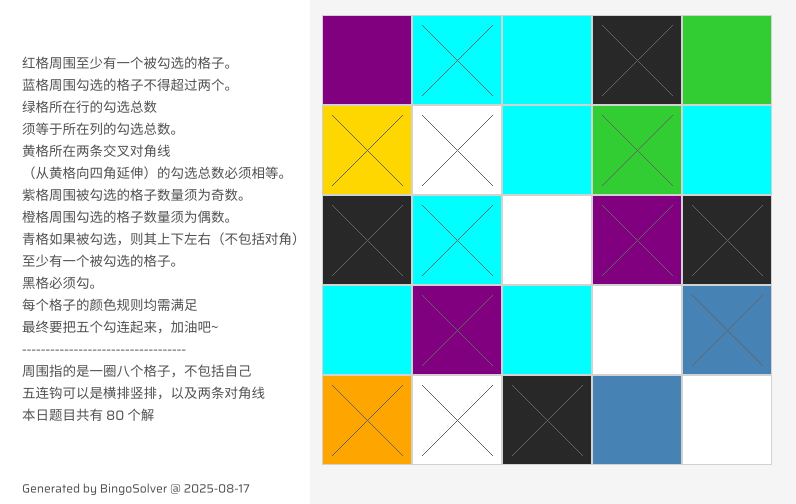 红格周围至少有一个被勾选的格子。
蓝格周围勾选的格子不得超过两个。
绿格所在行的勾选总数
须等于所在列的勾选总数。
黄格所在两条交叉对角线
（从黄格向四角延伸）的勾选总数必须相等。
紫格周围被勾选的格子数量须为奇数。
橙格周围勾选的格子数量须为偶数。
青格如果被勾选，则其上下左右（不包括对角）
至少有一个被勾选的格子。
黑格必须勾。
每个格子的颜色规则均需满足
最终要把五个勾连起来，加油吧~
-----------------------------------
周围指的是一圈八个格子，不包括自己
五连钩可以是横排竖排，以及两条对角线
本日题目共有 80 个解
Generated by BingoSolver @ 2025-08-17